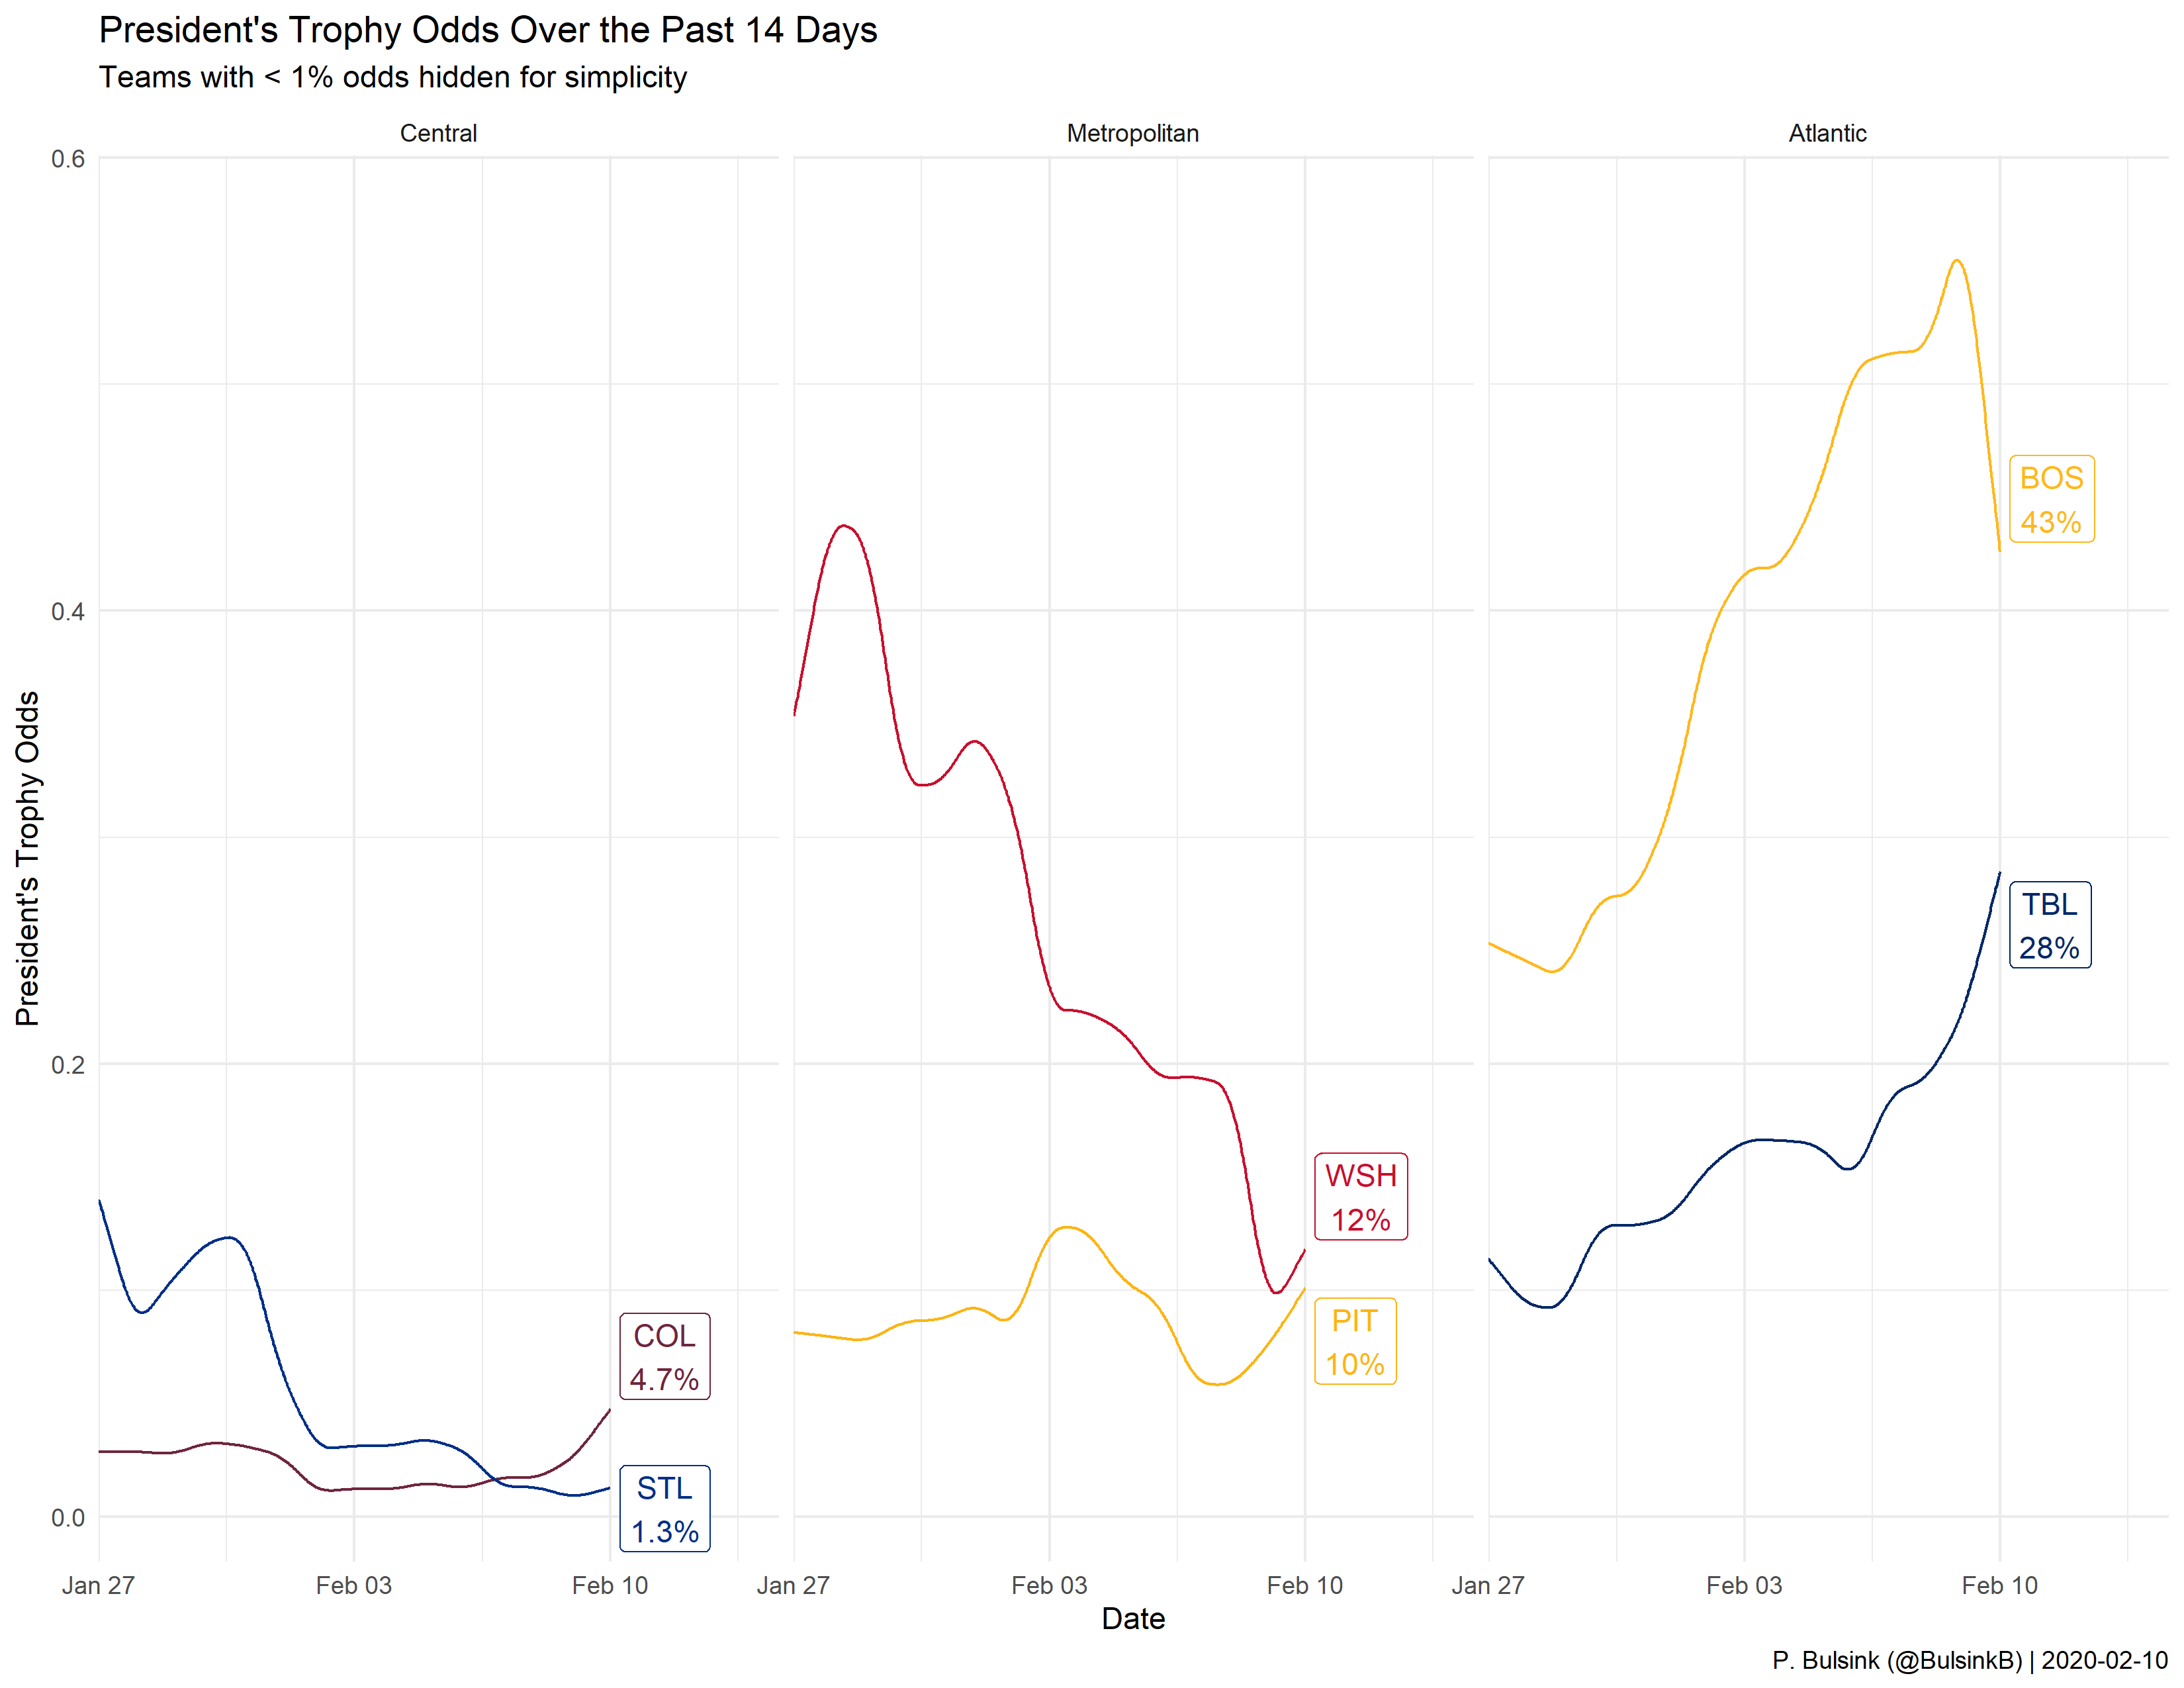 President's Trophy Odds Over the Past 14 Days
Teams with < 1% odds hidden for simplicity
Central
Metropolitan
Atlantic
0.6
0.4
0.2
0.0
President's Trophy Odds
COL
4.7%
STL
1.3%
WSH
12%
PIT
10%
BOS
43%
TBL
28%
Jan 27
Feb 03
Feb 10
Jan 27
Feb 03
Feb 10
Jan 27
Feb 03
Feb 10
Date
P. Bulsink (@BulsinkB) | 2020-02-10